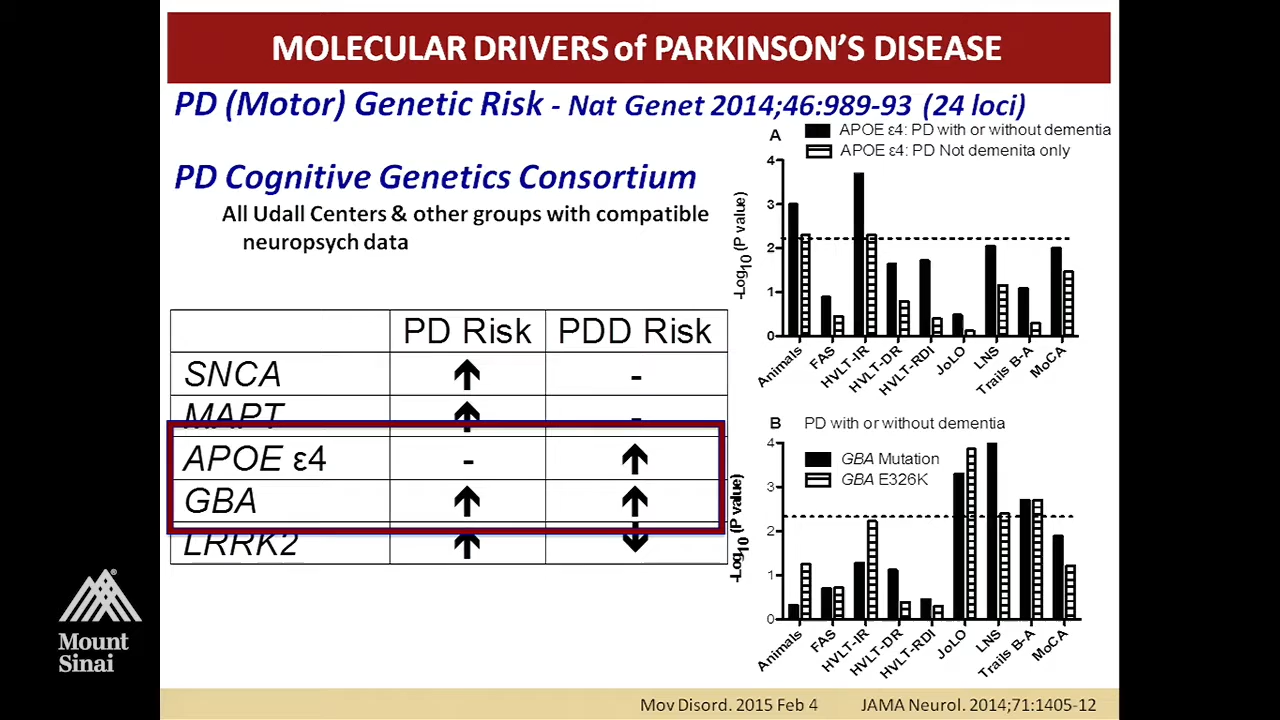 MOLECULAR DRIVERS of PARKINSON'S DISEASE
PD (Motor) Genetic Risk - Nat Genet 2014;46:989-93 (24 loci)
PD Cognitive Genetics Consortium
All Udall Centers & other groups with compatible
neuropsych data
PD Risk PDD Risk
SNCA ↑ -
MAPT ↑ -
APOE ε4 - ↑
GBA ↑ ↑
LRRK2 ↑ ↓
A
APOE ε4: PD with or without dementia
APOE ε4: PD Not demenita only
-Log10 (P value)
4
3
2
1
0
Animals FAS HVLT-IR HVLT-DR HVLT-RDI JoLO LNS Trails B-A MoCA
B PD with or without dementia
GBA Mutation
GBA E326K
-Log10 (P value)
4
3
2
1
0
Animals FAS HVLT-IR HVLT-DR HVLT-RDI JoLO LNS Trails B-A MoCA
Mount
Sinai
Mov Disord. 2015 Feb 4 JAMA Neurol. 2014;71:1405-12